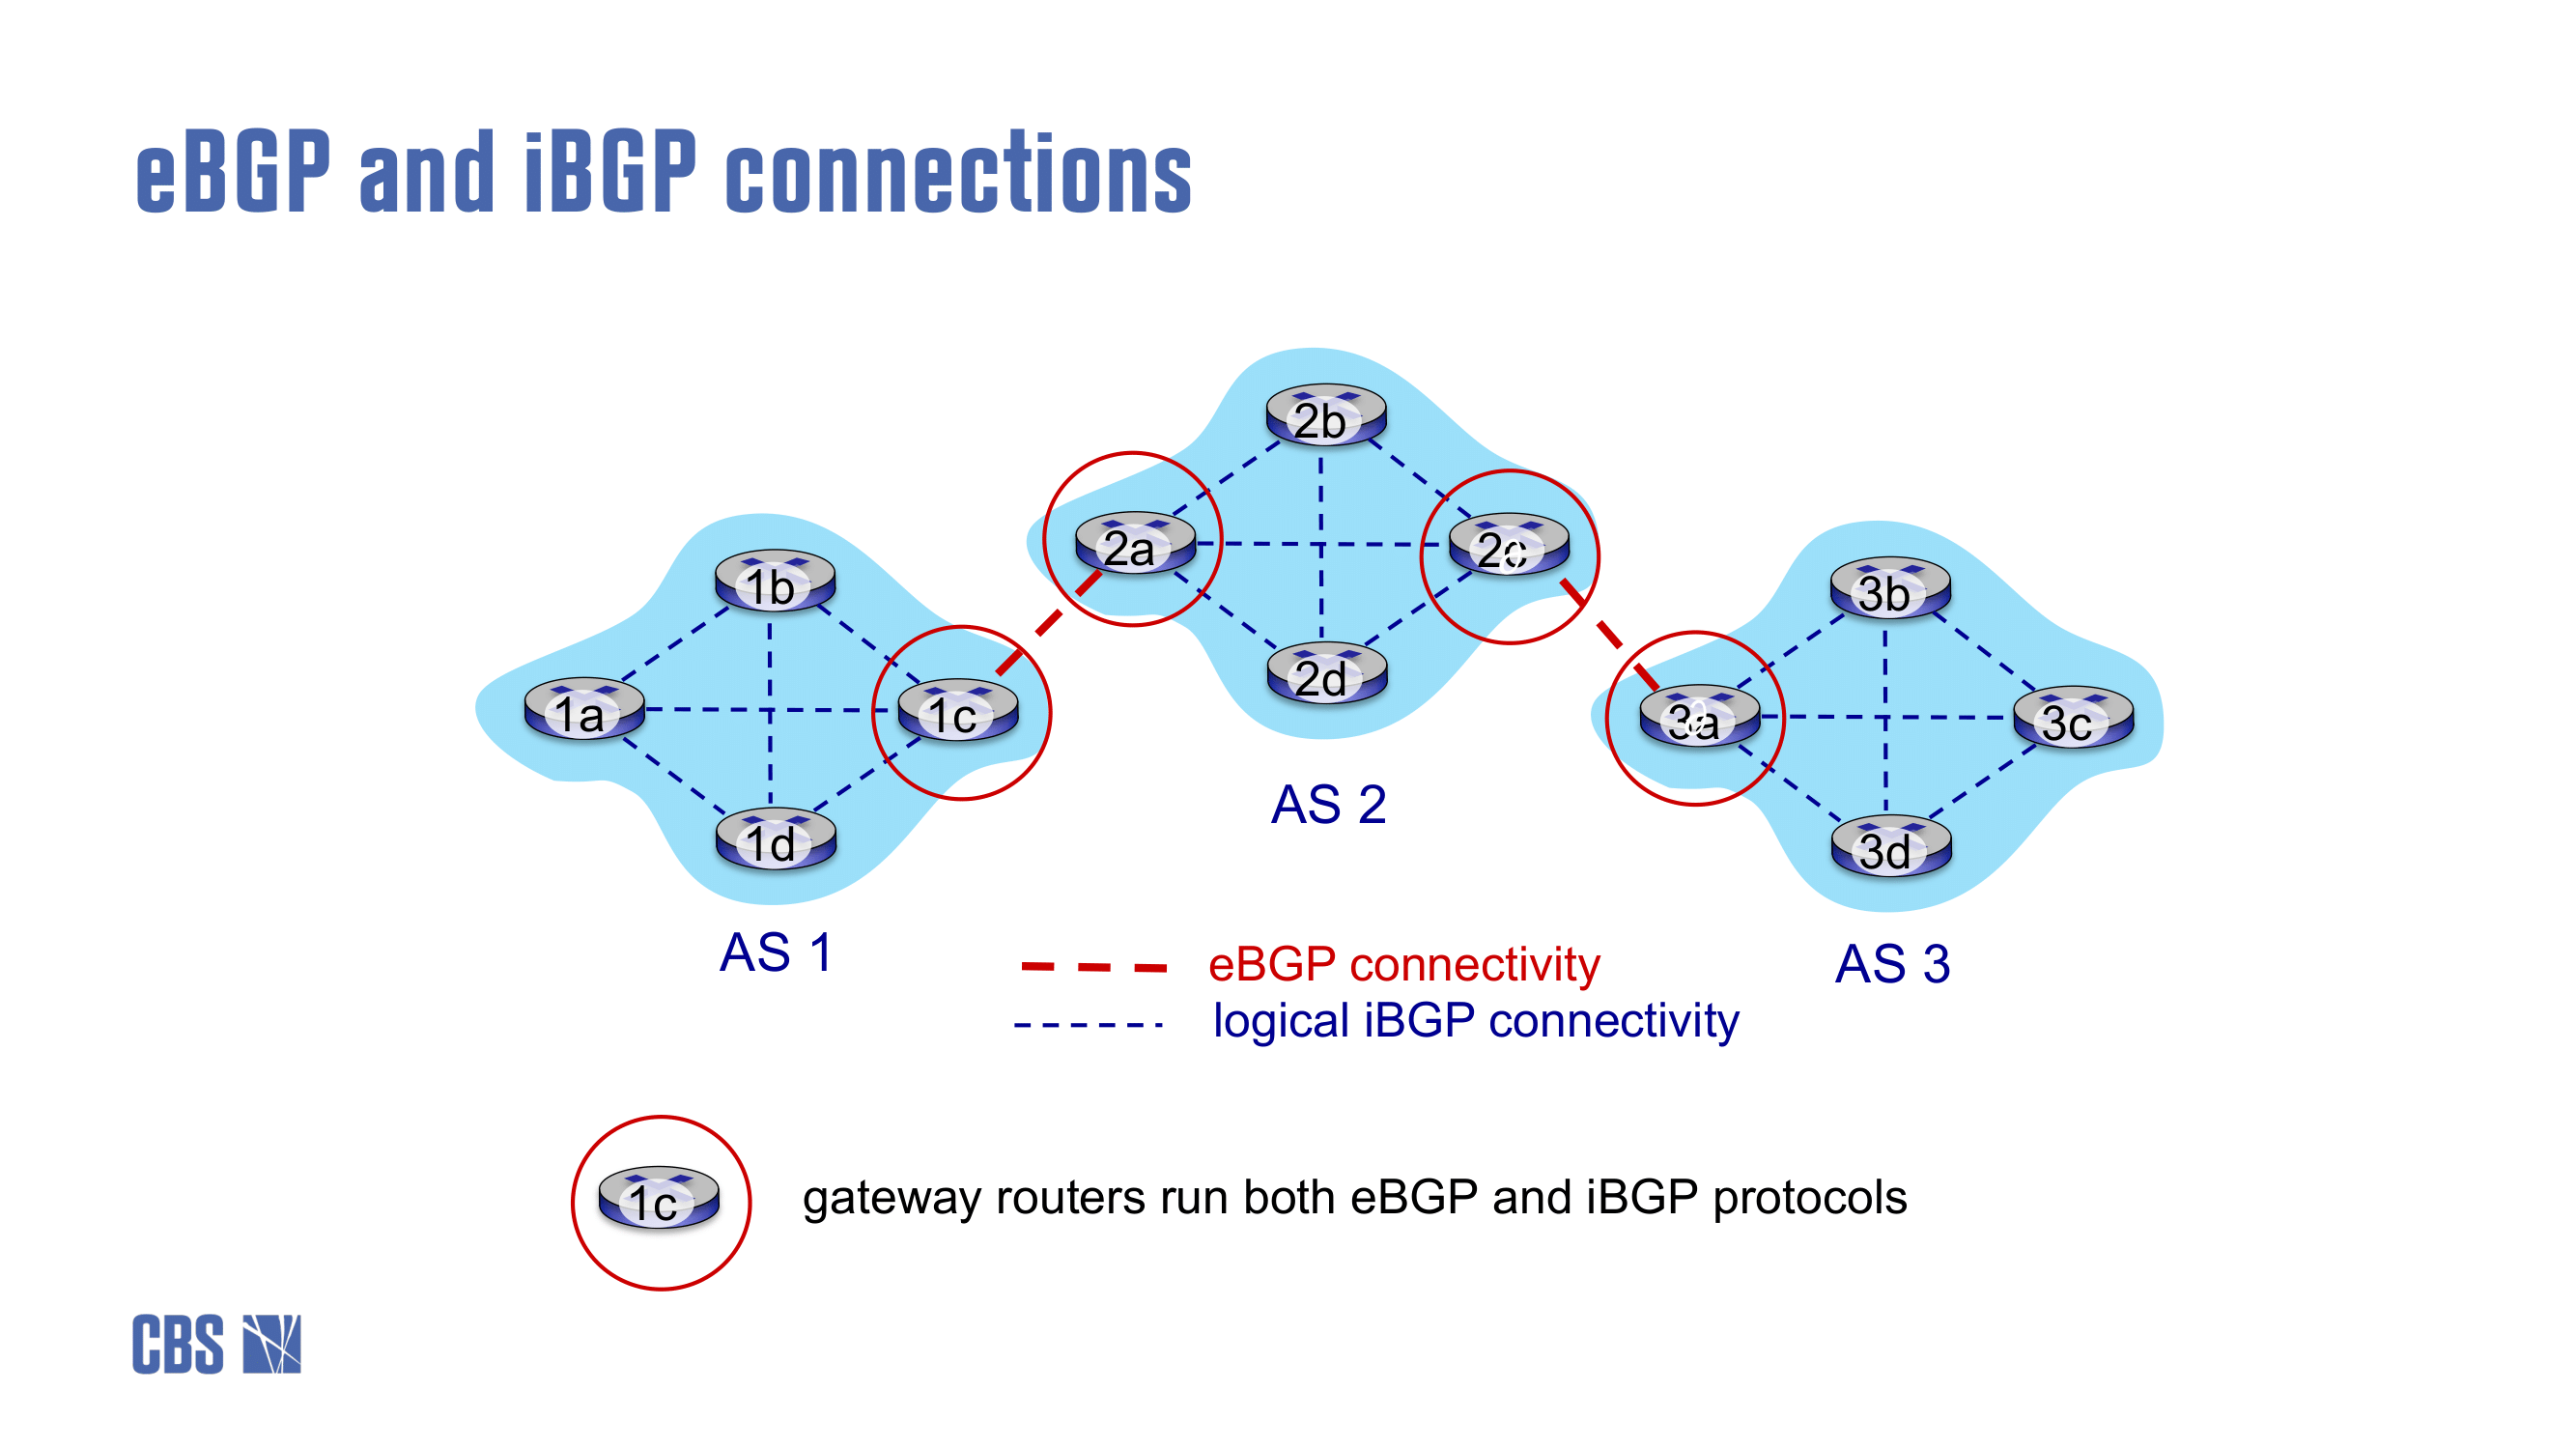 eBGP and iBGP connections
2b
2a
2c
2d
AS 2
1b
1a
1c
1d
AS 1
3b
3a
3c
3d
AS 3
eBGP connectivity
logical iBGP connectivity
1c
gateway routers run both eBGP and iBGP protocols
CBS